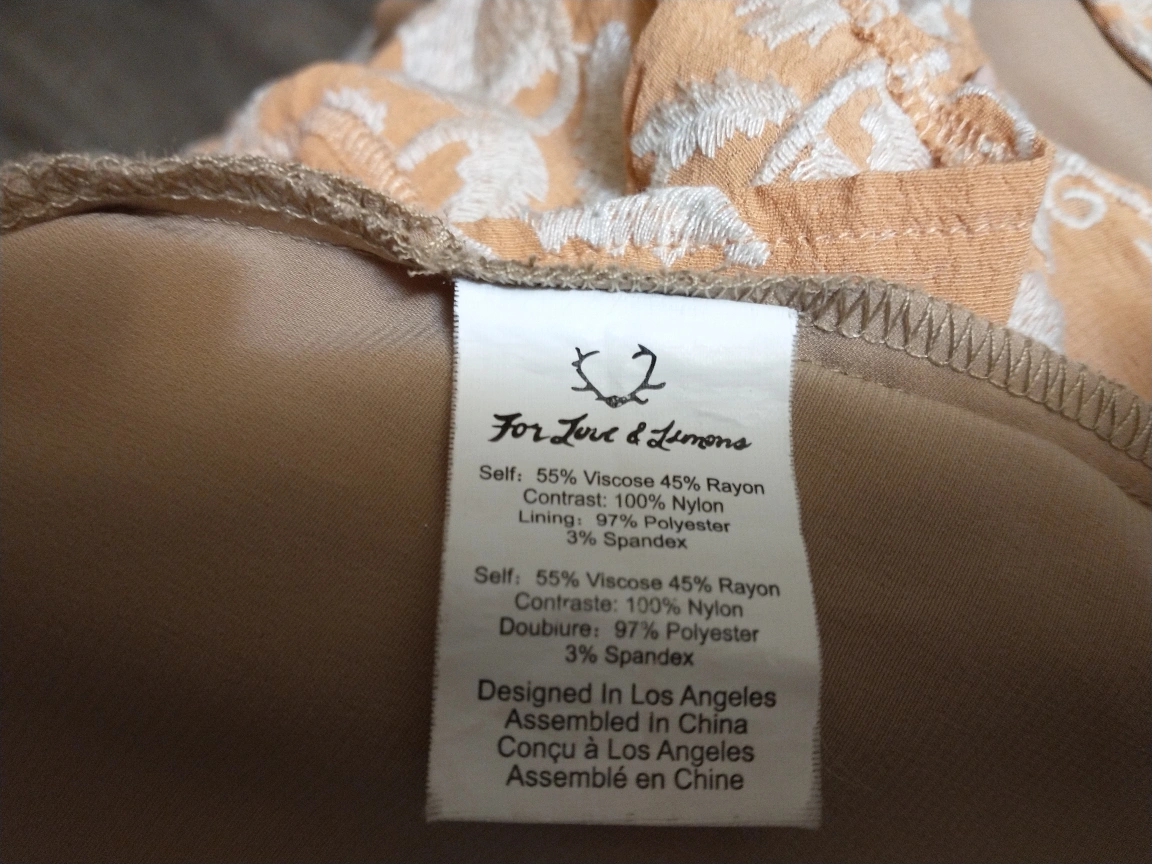 For Love & Lemons
Self: 55% Viscose 45% Rayon
Contrast: 100% Nylon
Lining: 97% Polyester
3% Spandex
Self: 55% Viscose 45% Rayon
Contraste: 100% Nylon
Doubiure: 97% Polyester
3% Spandex
Designed In Los Angeles
Assembled In China
Conçu à Los Angeles
Assemblé en Chine